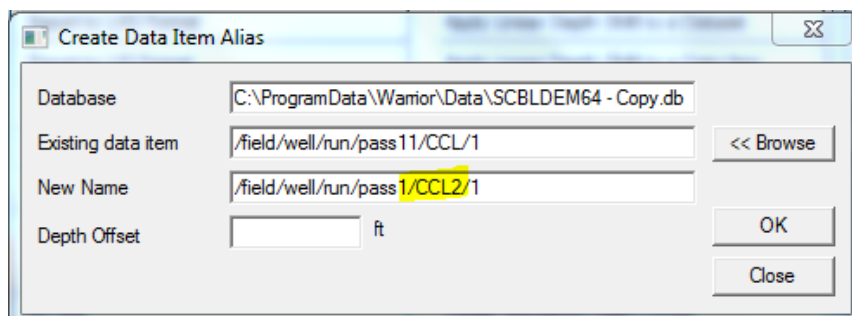 Create Data Item Alias
Database C:\ProgramData\Warrior\Data\SCBLDEM64 - Copy.db
Existing data item /field/well/run/pass11/CCL/1 << Browse
New Name /field/well/run/pass1/CCL2/1
Depth Offset ft OK
Close